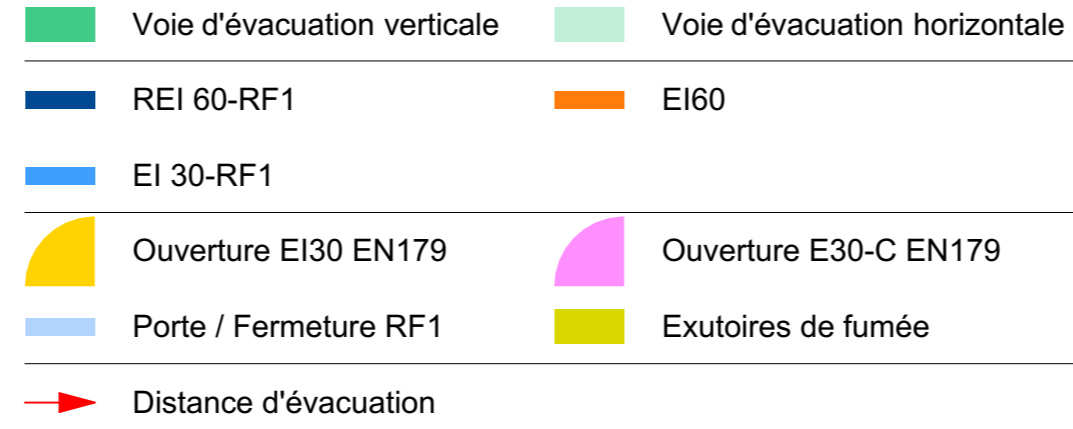 Voie d'évacuation verticale Voie d'évacuation horizontale
REI 60-RF1 EI60
EI 30-RF1
Ouverture EI30 EN179 Ouverture E30-C EN179
Porte / Fermeture RF1 Exutoires de fumée
Distance d'évacuation